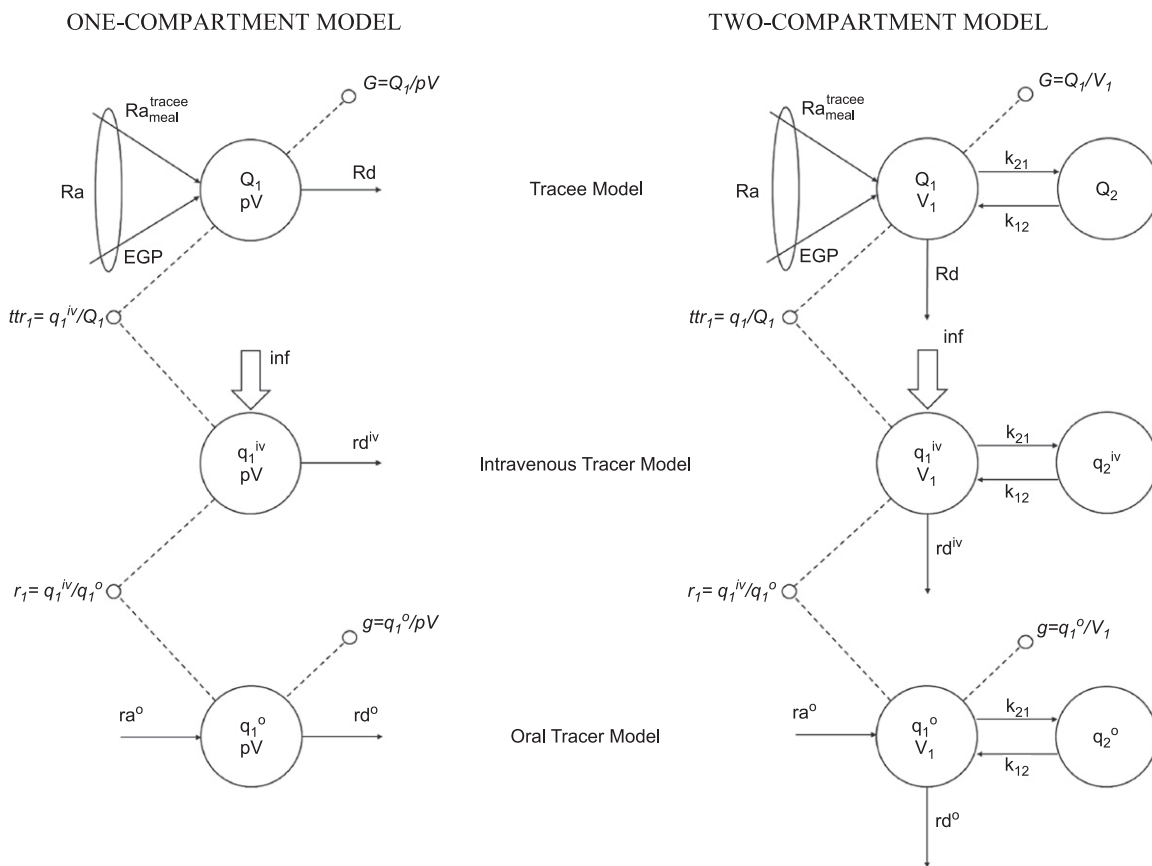 ONE-COMPARTMENT MODEL
TWO-COMPARTMENT MODEL
G=Q₁/pV
Ra_meal^tracee
Ra
Q₁
pV
Rd
EGP
ttr₁= q₁^iv/Q₁
inf
q₁^iv
pV
rd^iv
r₁= q₁^iv/q₁^o
g=q₁^o/pV
ra^o
q₁^o
pV
rd^o
Tracee Model
Intravenous Tracer Model
Oral Tracer Model
G=Q₁/V₁
Ra_meal^tracee
Ra
Q₁
V₁
k₂₁
k₁₂
Q₂
EGP
Rd
ttr₁= q₁/Q₁
inf
q₁^iv
V₁
k₂₁
k₁₂
q₂^iv
rd^iv
r₁= q₁^iv/q₁^o
g=q₁^o/V₁
ra^o
q₁^o
V₁
k₂₁
k₁₂
q₂^o
rd^o